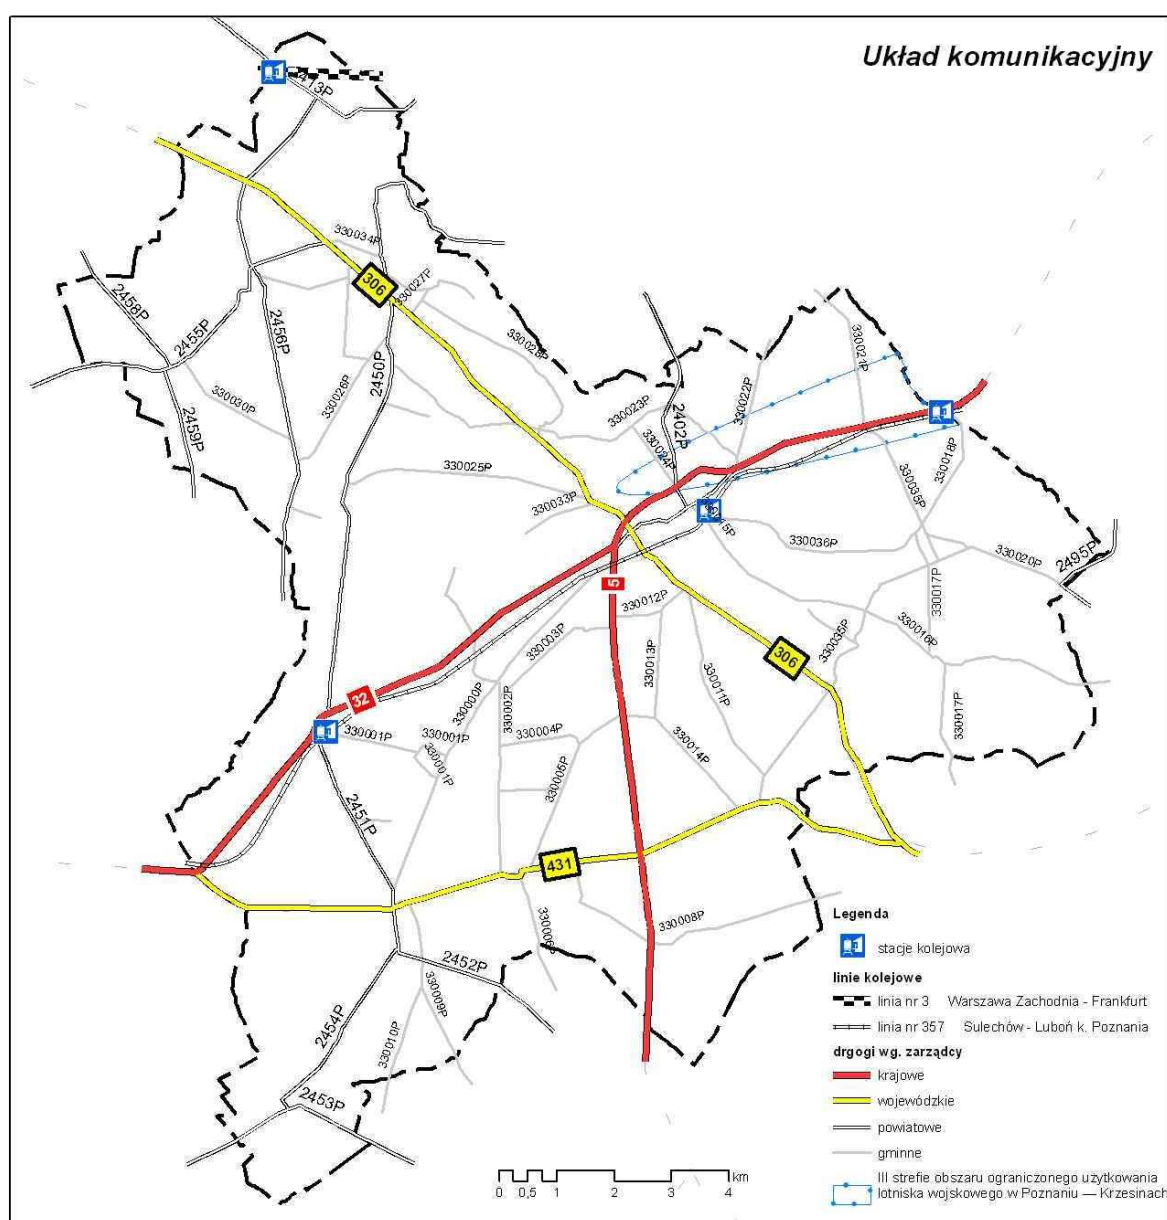 Układ komunikacyjny
413P
330034P
306
330027P
2458P
2455P
2456P
330028P
2450P
330021P
330030P
330026P
330022P
2459P
330023P
2402P
330024P
330018P
330025P
330033P
330038P
15P
330036P
330020P
2495P
5
330012P
330017P
330003P
330035P
330016P
330013P
306
330000P
330002P
330011P
32
330017P
330001P
330001P
330004P
330001P
330014P
330005P
2451P
431
330006P
330008P
2452P
330009P
2454P
330010P
2453P
Legenda
stacje kolejowa
linie kolejowe
linia nr 3 Warszawa Zachodnia - Frankfurt
linia nr 357 Sulechów - Luboń k. Poznania
drgogi wg. zarządcy
krajowe
wojewódzkie
powiatowe
gminne
III strefie obszaru ograniczonego użytkowania
lotniska wojskowego w Poznaniu — Krzesinach
km
0 0,5 1 2 3 4